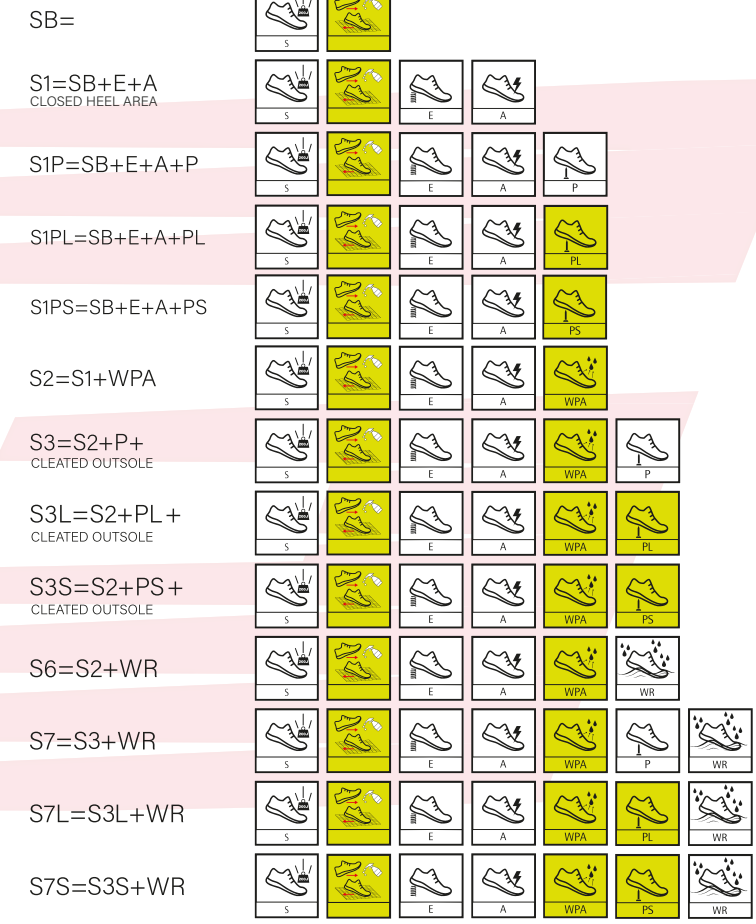 SB=
S
S1=SB+E+A
CLOSED HEEL AREA
S E A
S1P=SB+E+A+P
S E A P
S1PL=SB+E+A+PL
S E A PL
S1PS=SB+E+A+PS
S E A PS
S2=S1+WPA
S E A WPA
S3=S2+P+
CLEATED OUTSOLE
S E A WPA P
S3L=S2+PL+
CLEATED OUTSOLE
S E A WPA PL
S3S=S2+PS+
CLEATED OUTSOLE
S E A WPA PS
S6=S2+WR
S E A WPA WR
S7=S3+WR
S E A WPA P WR
S7L=S3L+WR
S E A WPA PL WR
S7S=S3S+WR
S E A WPA PS WR